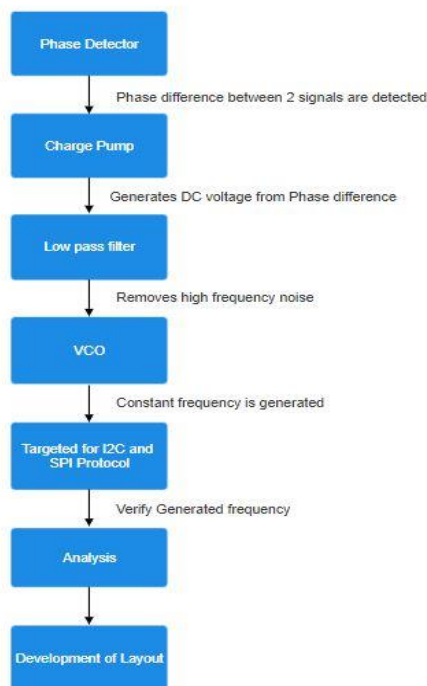 Phase Detector
Phase difference between 2 signals are detected
Charge Pump
Generates DC voltage from Phase difference
Low pass filter
Removes high frequency noise
VCO
Constant frequency is generated
Targeted for I2C and
SPI Protocol
Verify Generated frequency
Analysis
Development of Layout